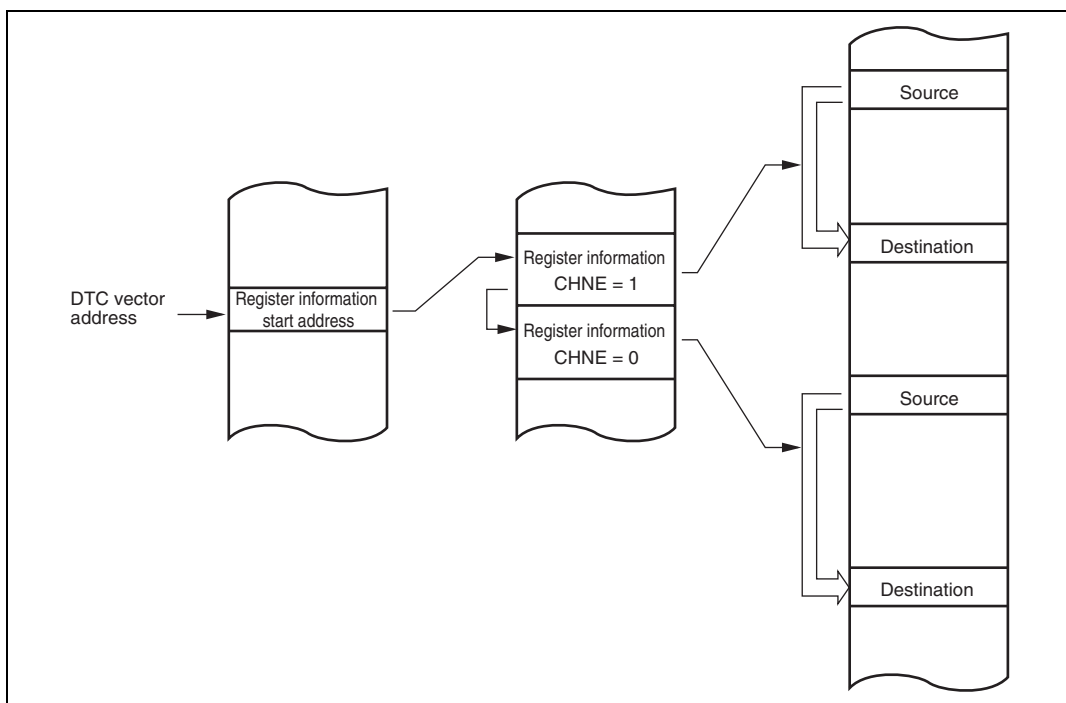 DTC vector
address
Register information
start address
Register information
CHNE = 1
Register information
CHNE = 0
Source
Destination
Source
Destination